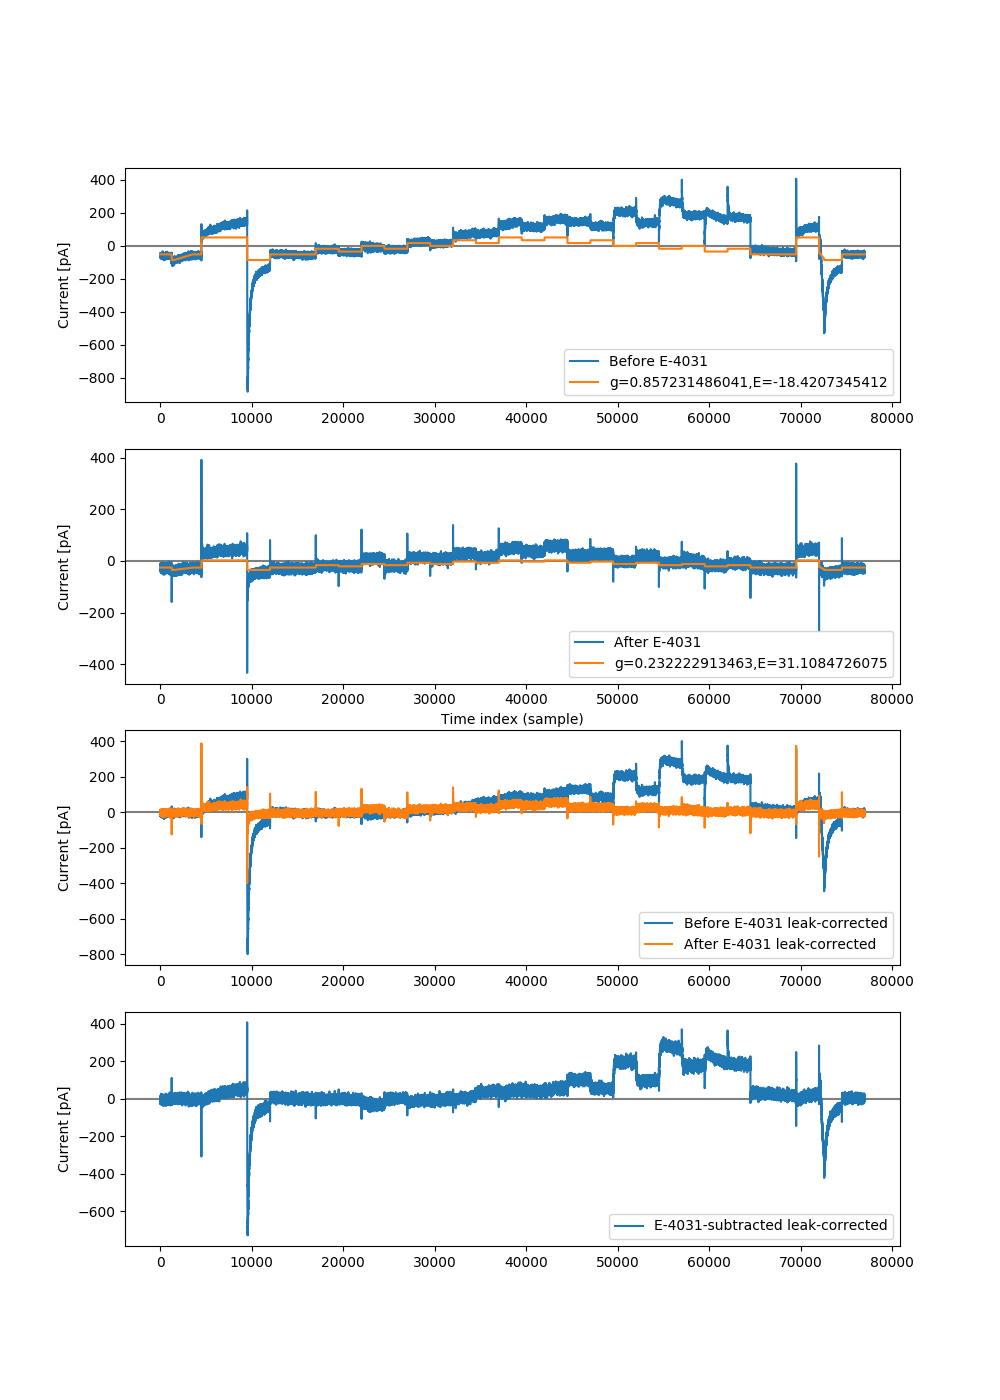 400
200
0
−200
−400
−600
−800
Current [pA]
Before E-4031
g=0.857231486041,E=-18.4207345412
0 10000 20000 30000 40000 50000 60000 70000 80000
400
200
0
−200
−400
Current [pA]
After E-4031
g=0.232222913463,E=31.1084726075
0 10000 20000 30000 40000 50000 60000 70000 80000
Time index (sample)
400
200
0
−200
−400
−600
−800
Current [pA]
Before E-4031 leak-corrected
After E-4031 leak-corrected
0 10000 20000 30000 40000 50000 60000 70000 80000
400
200
0
−200
−400
−600
Current [pA]
E-4031-subtracted leak-corrected
0 10000 20000 30000 40000 50000 60000 70000 80000